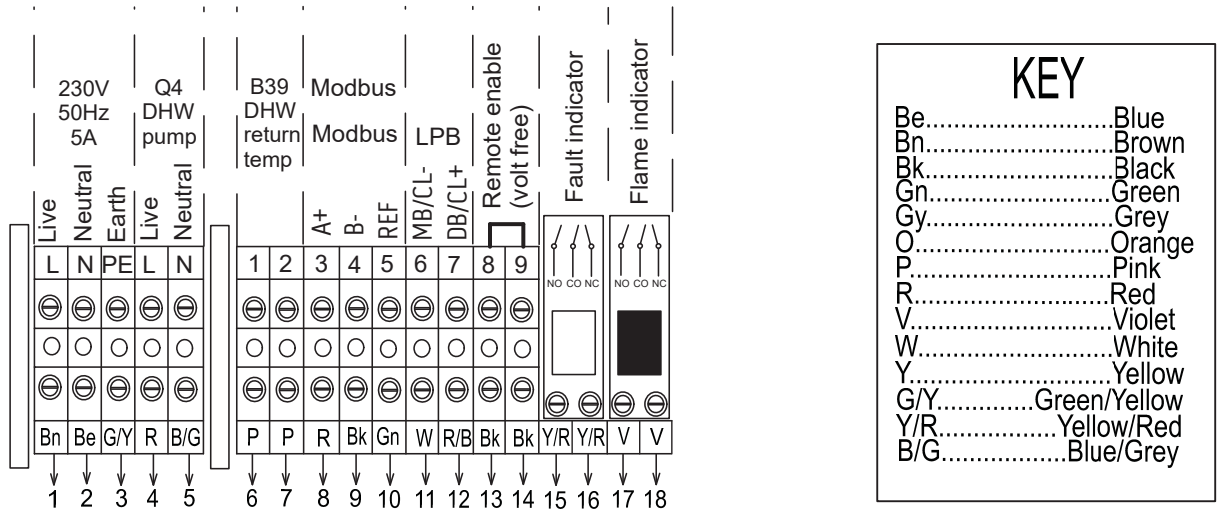 230V
50Hz
5A
Q4
DHW
pump
B39
DHW
return
temp
Modbus
Modbus
LPB
Remote enable
(volt free)
Fault indicator
Flame indicator
Live
Neutral
Earth
Live
Neutral
A+
B-
REF
MB/CL-
DB/CL+
L N PE L N 1 2 3 4 5 6 7 8 9
NO CO NC NO CO NC
Bn Be G/Y R B/G P P R Bk Gn W R/B Bk Bk Y/R Y/R V V
1 2 3 4 5 6 7 8 9 10 11 12 13 14 15 16 17 18
KEY
Be..........................Blue
Bn.......................Brown
Bk.......................Black
Gn.......................Green
Gy.......................Grey
O.........................Orange
P.........................Pink
R.........................Red
V.........................Violet
W........................White
Y.........................Yellow
G/Y.............Green/Yellow
Y/R................Yellow/Red
B/G.................Blue/Grey